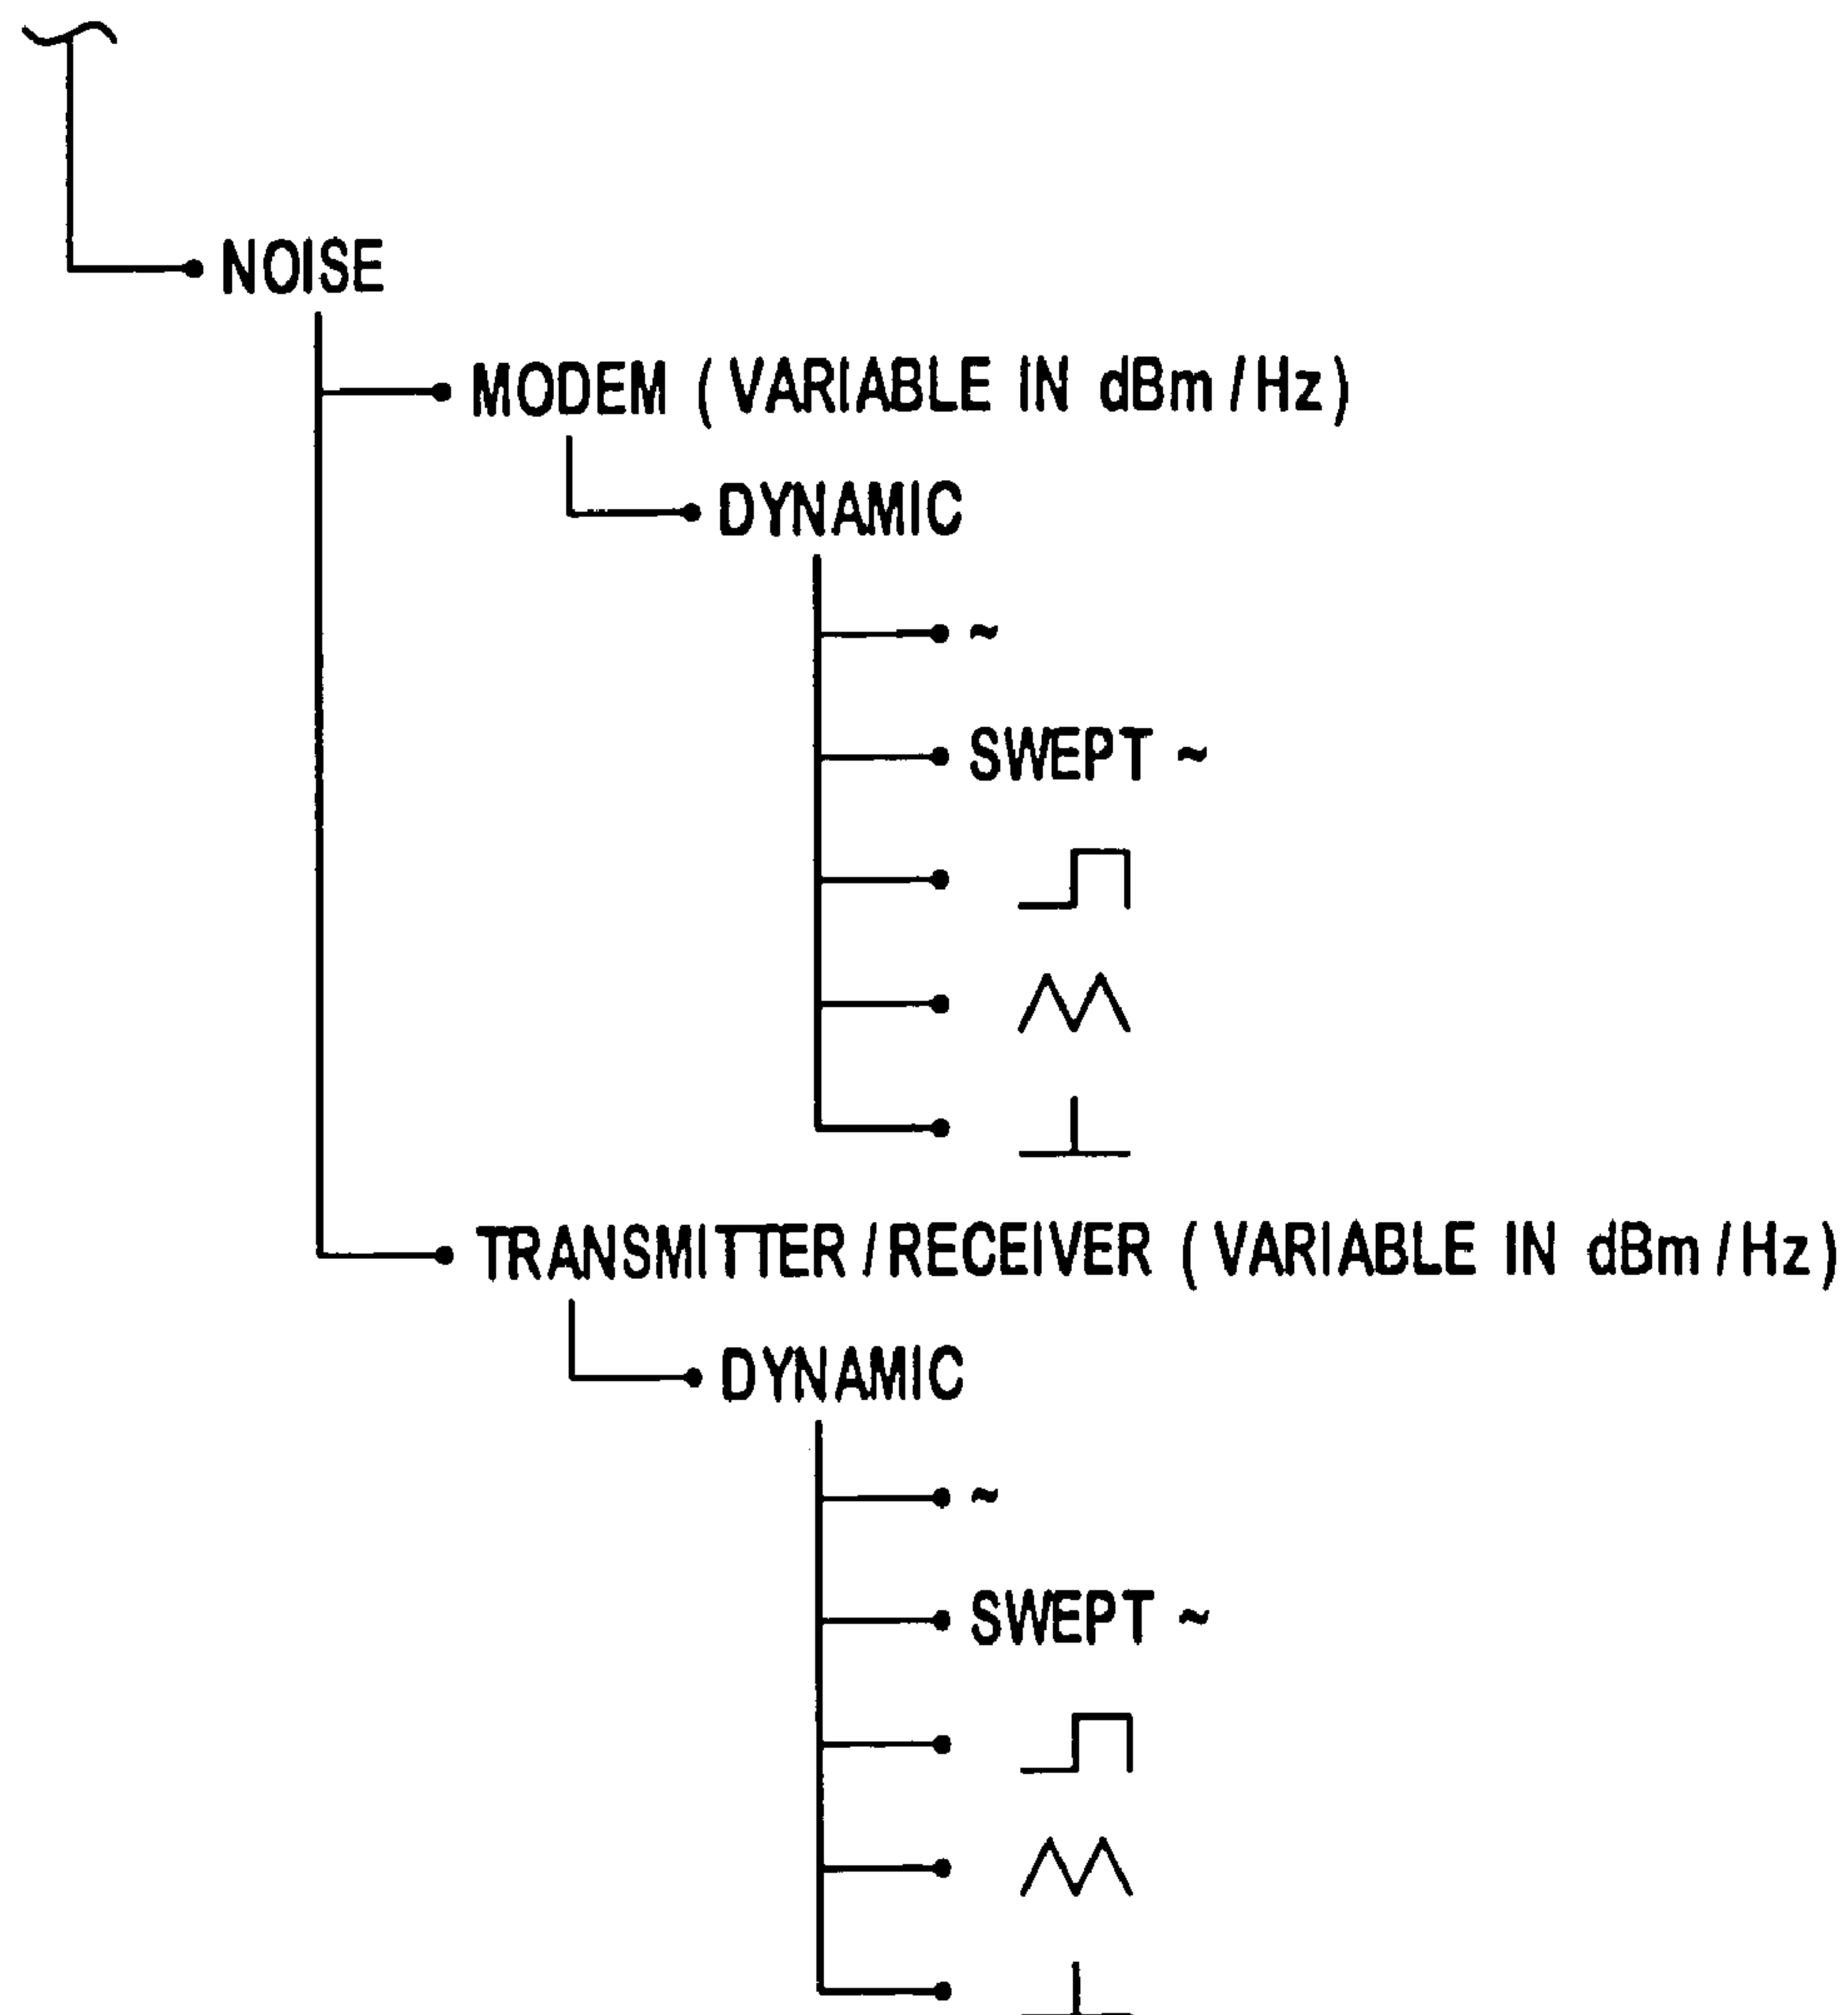 NOISE
MODEM (VARIABLE IN dBm/Hz)
DYNAMIC
~
SWEPT ~
TRANSMITTER/RECEIVER (VARIABLE IN dBm/Hz)
DYNAMIC
~
SWEPT ~